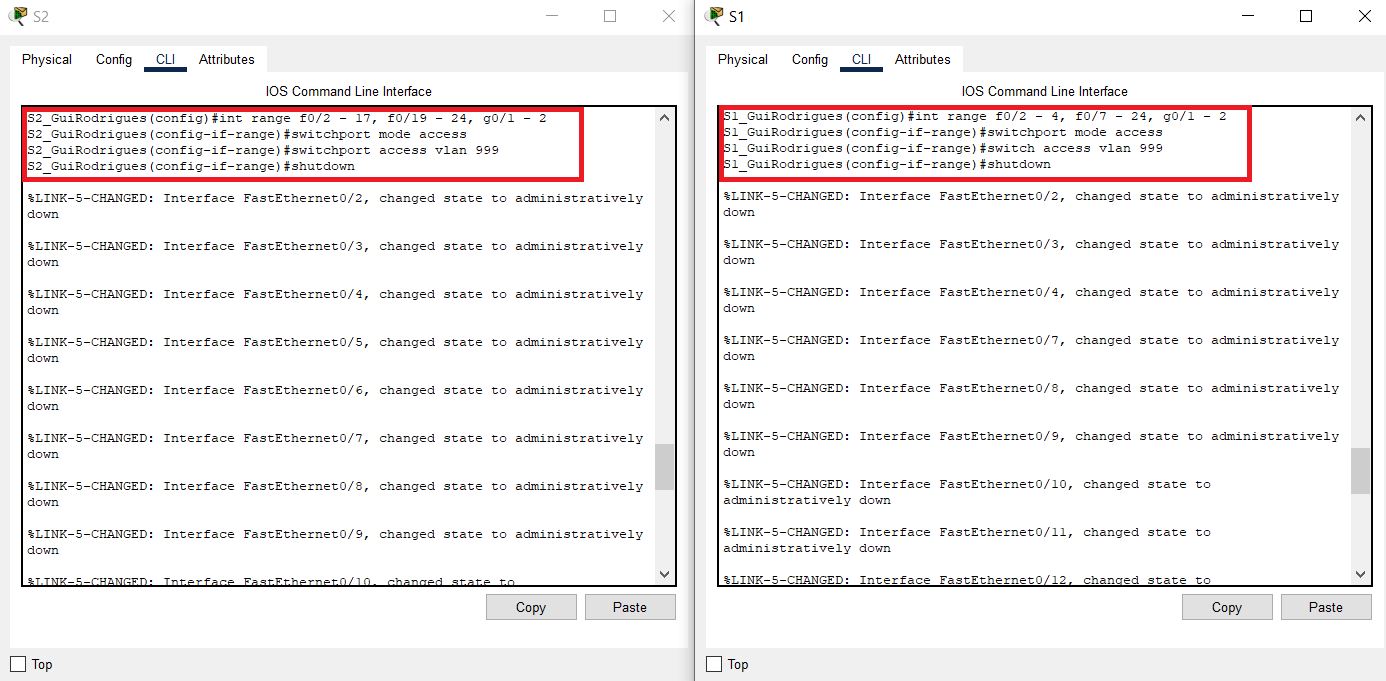 S2
Physical Config CLI Attributes
IOS Command Line Interface
S2_GuiRodrigues(config)#int range f0/2 - 17, f0/19 - 24, g0/1 - 2
S2_GuiRodrigues(config-if-range)#switchport mode access
S2_GuiRodrigues(config-if-range)#switchport access vlan 999
S2_GuiRodrigues(config-if-range)#shutdown
%LINK-5-CHANGED: Interface FastEthernet0/2, changed state to administratively
down
%LINK-5-CHANGED: Interface FastEthernet0/3, changed state to administratively
down
%LINK-5-CHANGED: Interface FastEthernet0/4, changed state to administratively
down
%LINK-5-CHANGED: Interface FastEthernet0/5, changed state to administratively
down
%LINK-5-CHANGED: Interface FastEthernet0/6, changed state to administratively
down
%LINK-5-CHANGED: Interface FastEthernet0/7, changed state to administratively
down
%LINK-5-CHANGED: Interface FastEthernet0/8, changed state to administratively
down
%LINK-5-CHANGED: Interface FastEthernet0/9, changed state to administratively
down
%LINK-5-CHANGED: Interface FastEthernet0/10, changed state to
Copy Paste
Top
S1
Physical Config CLI Attributes
IOS Command Line Interface
S1_GuiRodrigues(config)#int range f0/2 - 4, f0/7 - 24, g0/1 - 2
S1_GuiRodrigues(config-if-range)#switchport mode access
S1_GuiRodrigues(config-if-range)#switch access vlan 999
S1_GuiRodrigues(config-if-range)#shutdown
%LINK-5-CHANGED: Interface FastEthernet0/2, changed state to administratively
down
%LINK-5-CHANGED: Interface FastEthernet0/3, changed state to administratively
down
%LINK-5-CHANGED: Interface FastEthernet0/4, changed state to administratively
down
%LINK-5-CHANGED: Interface FastEthernet0/7, changed state to administratively
down
%LINK-5-CHANGED: Interface FastEthernet0/8, changed state to administratively
down
%LINK-5-CHANGED: Interface FastEthernet0/9, changed state to administratively
down
%LINK-5-CHANGED: Interface FastEthernet0/10, changed state to
administratively down
%LINK-5-CHANGED: Interface FastEthernet0/11, changed state to
administratively down
%LINK-5-CHANGED: Interface FastEthernet0/12, changed state to
Copy Paste
Top